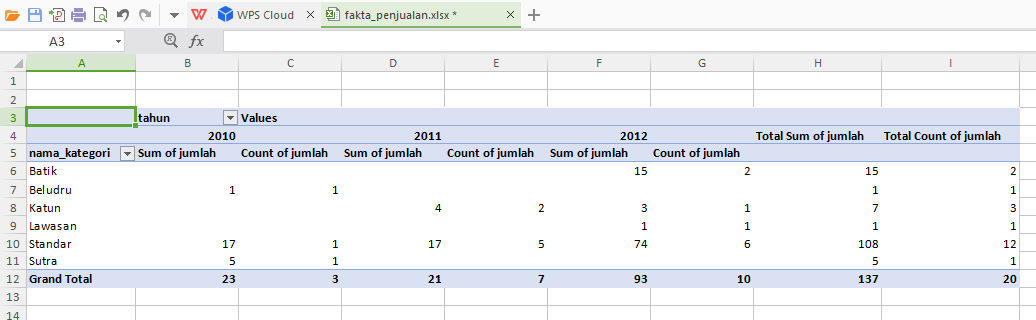 WPS Cloud fakta_penjualan.xlsx *
A3 fx
A B C D E F G H I
1
2
3 tahun Values
4 2010 2011 2012 Total Sum of jumlah Total Count of jumlah
5 nama_kategori Sum of jumlah Count of jumlah Sum of jumlah Count of jumlah Sum of jumlah Count of jumlah
6 Batik 15 2 15 2
7 Beludru 1 1 1 1
8 Katun 4 2 3 1 7 3
9 Lawasan 1 1 1 1
10 Standar 17 1 17 5 74 6 108 12
11 Sutra 5 1 5 1
12 Grand Total 23 3 21 7 93 10 137 20
13
14